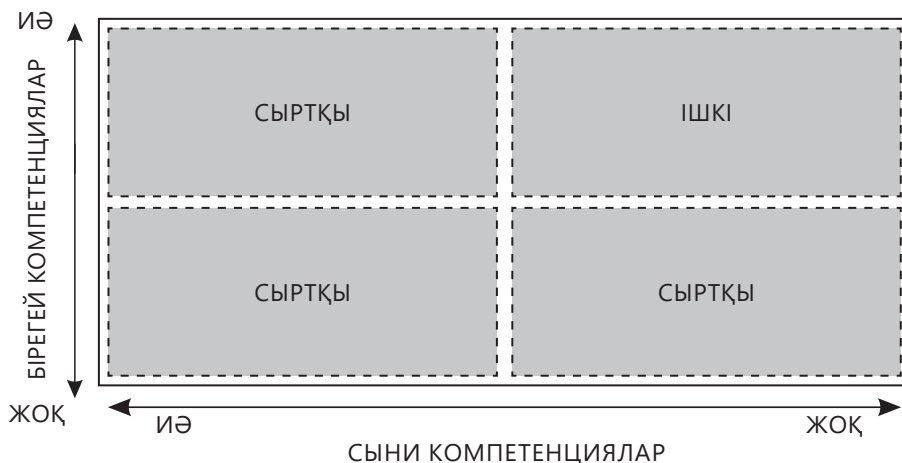 ИӘ
БІРЕГЕЙ КОМПЕТЕНЦИЯЛАР
СЫРТҚЫ
ІШКІ
СЫРТҚЫ
СЫРТҚЫ
ЖОҚ
ИӘ
ЖОҚ
СЫНИ КОМПЕТЕНЦИЯЛАР